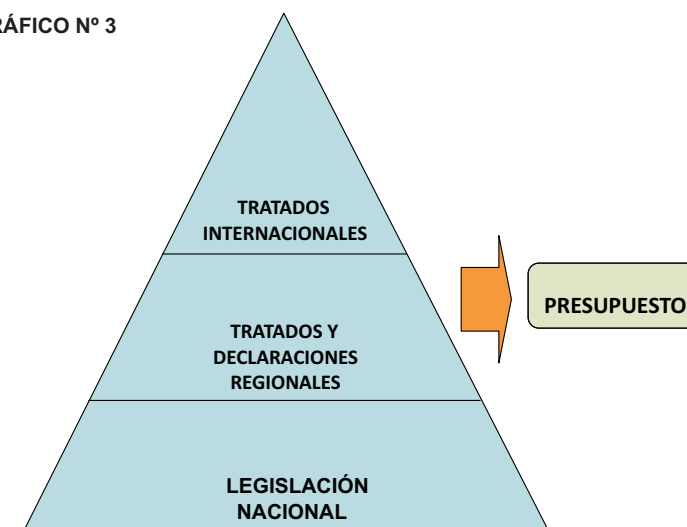 RÁFICO Nº 3
TRATADOS
INTERNACIONALES
PRESUPUESTO
TRATADOS Y
DECLARACIONES
REGIONALES
LEGISLACIÓN
NACIONAL